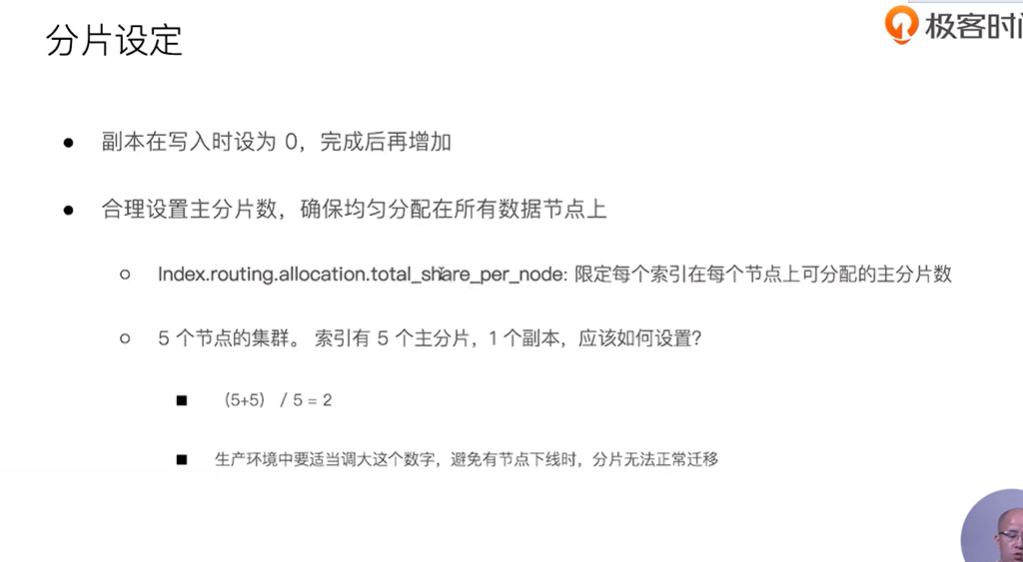 分片设定
极客时间
● 副本在写入时设为 0，完成后再增加
● 合理设置主分片数，确保均匀分配在所有数据节点上
○ Index.routing.allocation.total_share_per_node: 限定每个索引在每个节点上可分配的主分片数
○ 5 个节点的集群。 索引有 5 个主分片，1 个副本，应该如何设置？
■ （5+5） / 5 = 2
■ 生产环境中要适当调大这个数字，避免有节点下线时，分片无法正常迁移